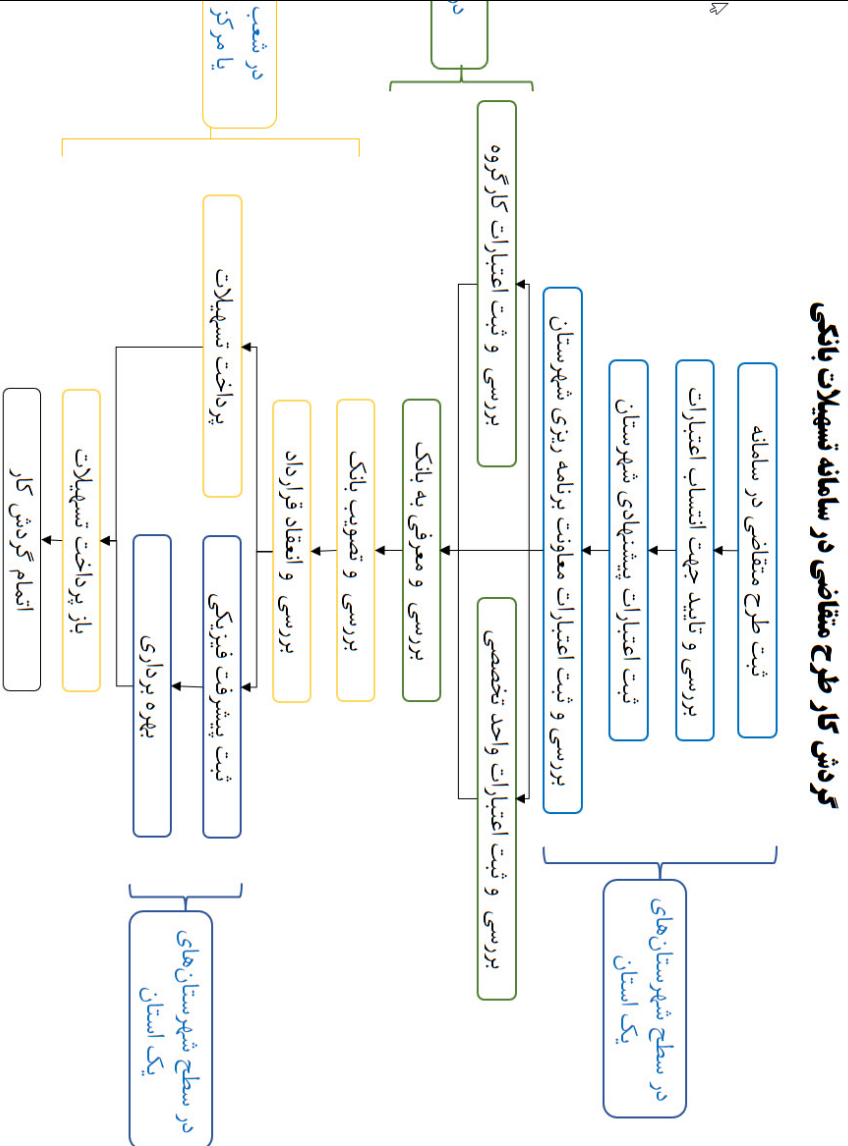 گردش کار طرح متقاضی در سامانه تسهیلات بانکی
ثبت طرح متقاضی در سامانه
بررسی و تایید جهت انتساب اعتبارات
ثبت اعتبارات پیشنهادی شهرستان
بررسی و ثبت اعتبارات معاونت برنامه ریزی شهرستان
در سطح شهرستان‌های
یک استان
بررسی و ثبت اعتبارات واحد تخصصی
بررسی و ثبت اعتبارات کارگروه
بررسی و معرفی به بانک
در
بررسی و تصویب بانک
بررسی و انعقاد قرارداد
ثبت پیشرفت فیزیکی
پرداخت تسهیلات
بهره برداری
در سطح شهرستان‌های
یک استان
در شعب
یا مرکز
باز پرداخت تسهیلات
اتمام گردش کار